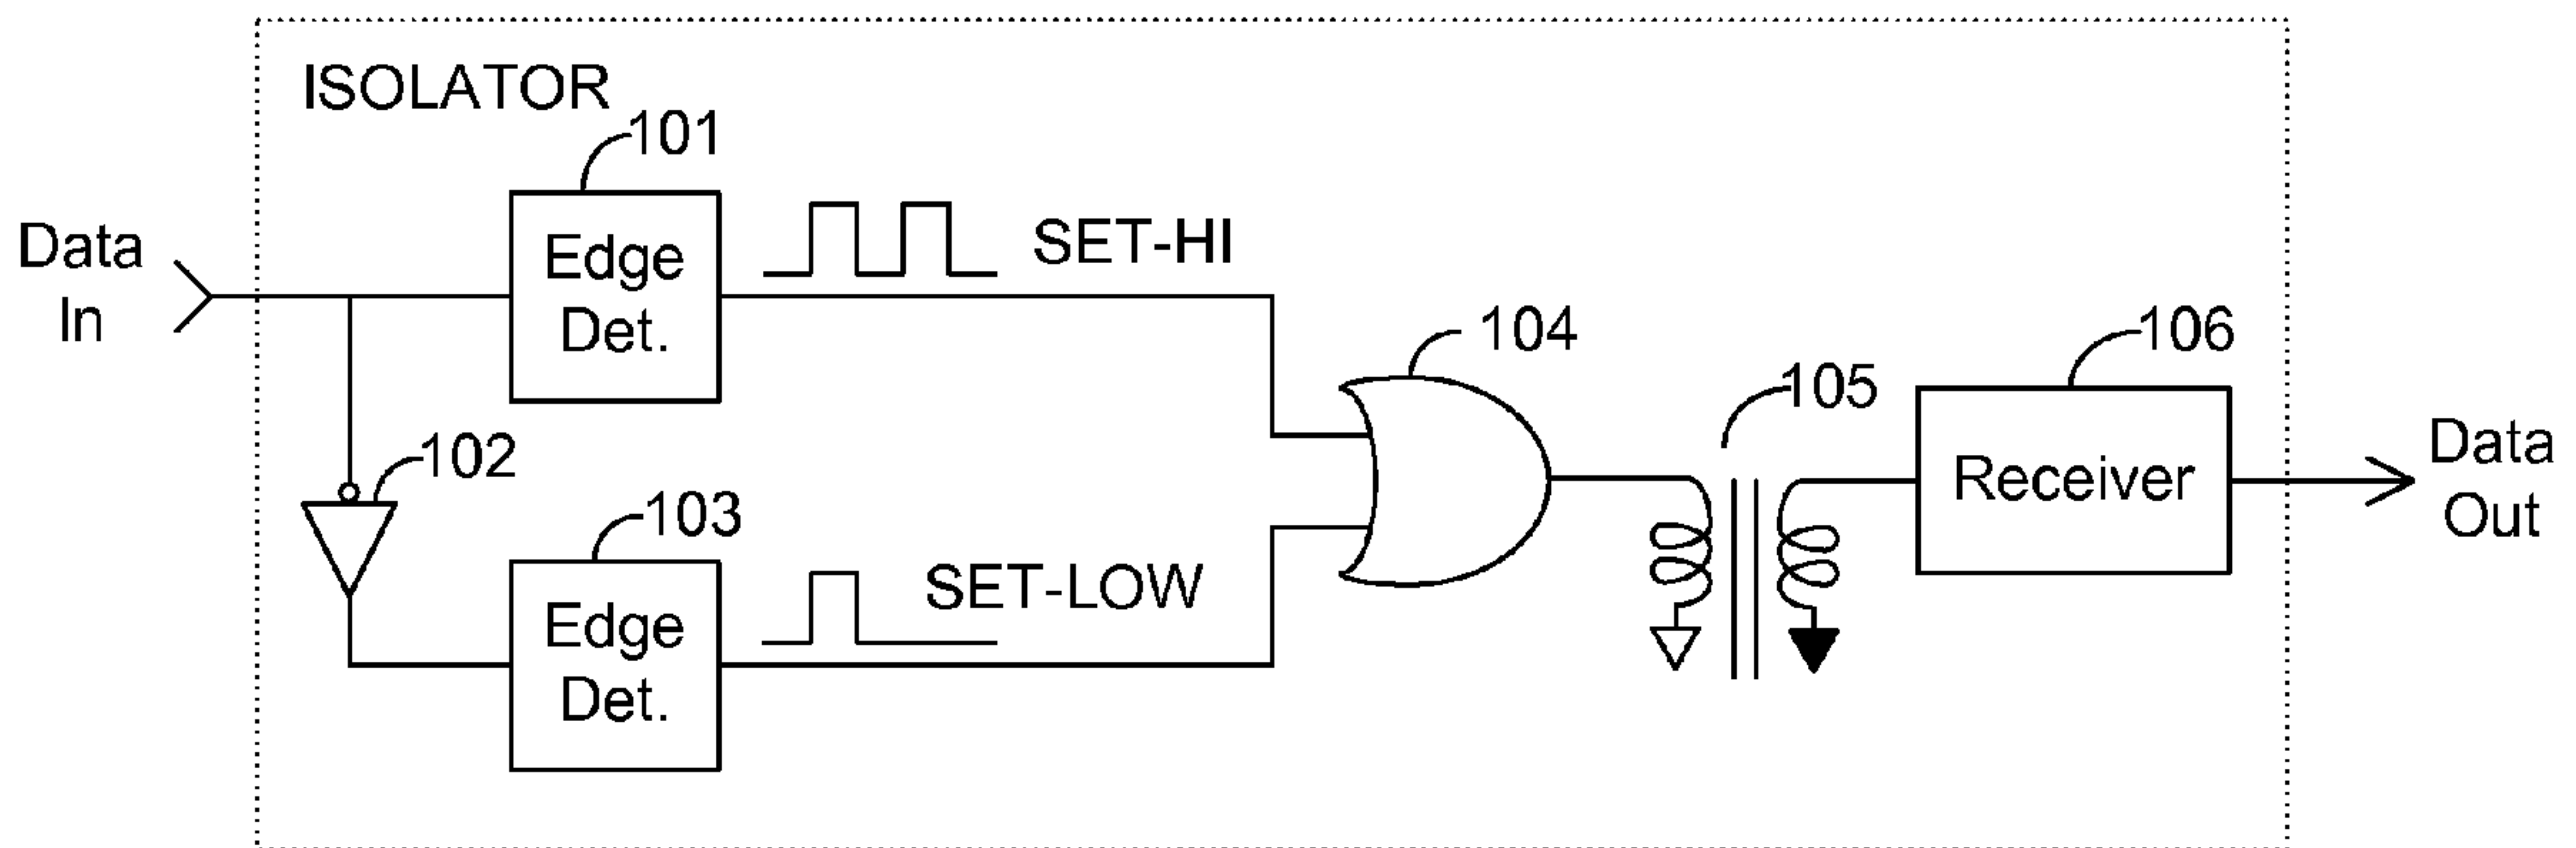 ISOLATOR
101
Data
In
Edge
Det.
SET-HI
102
103
Edge
Det.
SET-LOW
104
105
106
Receiver
Data
Out